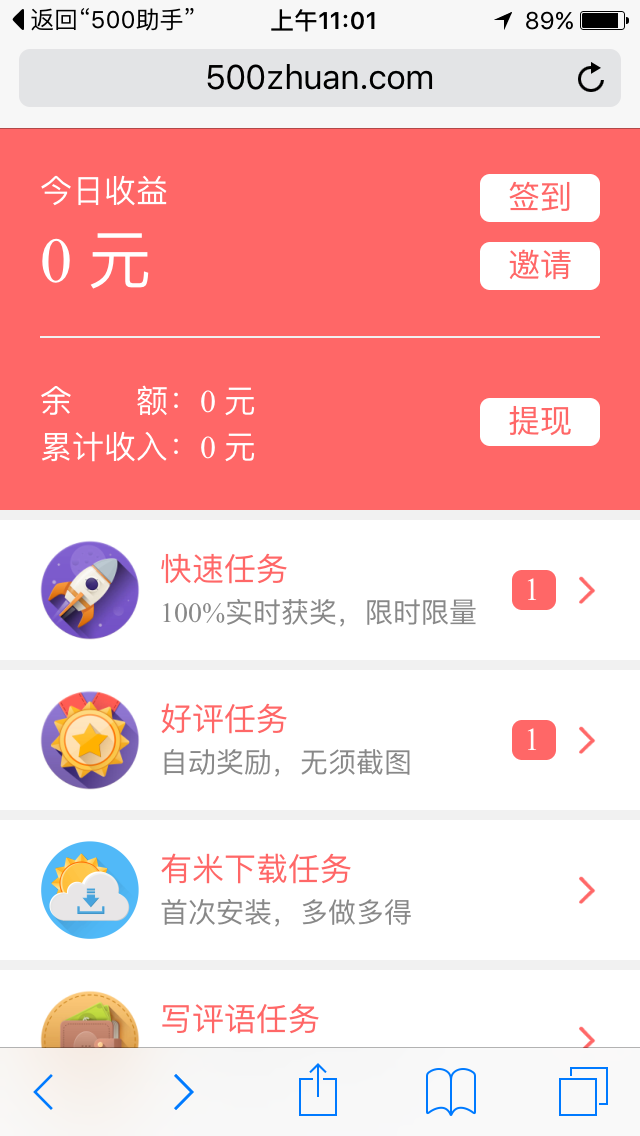 返回“500助手”
上午11:01
89%
500zhuan.com
今日收益
签到
0 元
邀请
余　　额：0 元
提现
累计收入：0 元
快速任务
1
100%实时获奖，限时限量
好评任务
1
自动奖励，无须截图
有米下载任务
首次安装，多做多得
写评语任务